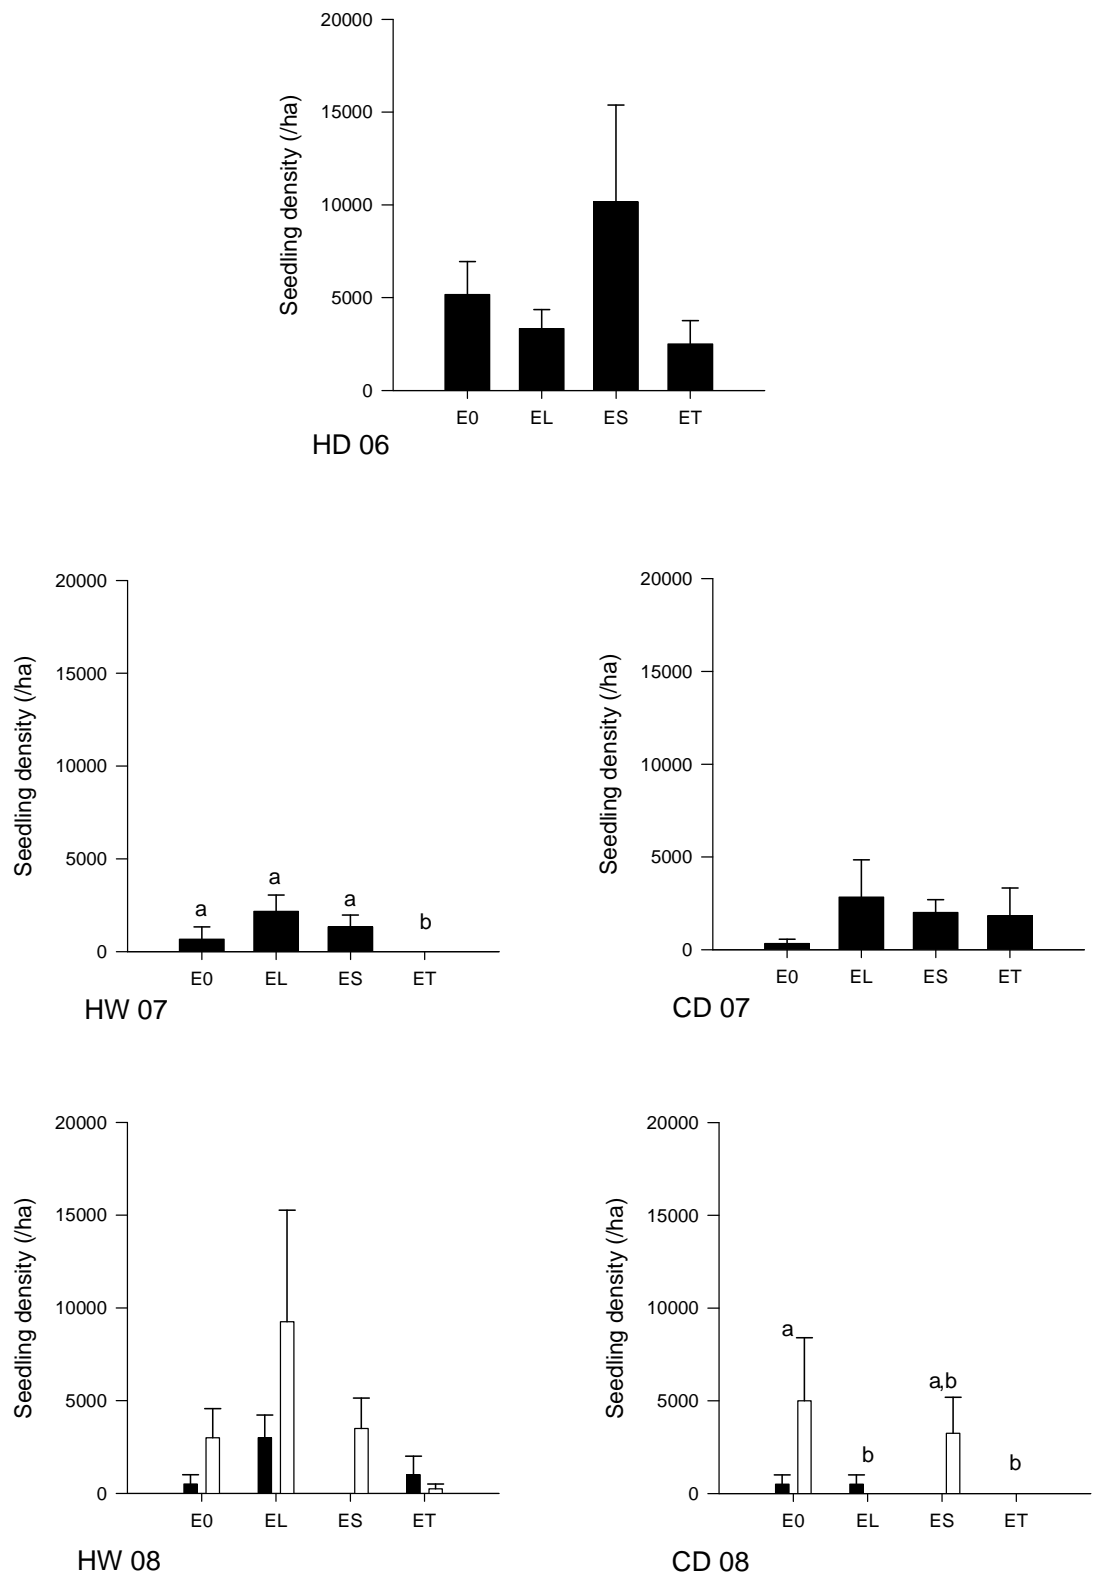 20000
15000
10000
5000
0
Seedling density (/ha)
E0 EL ES ET
HD 06
20000
15000
10000
5000
0
Seedling density (/ha)
a a a b
E0 EL ES ET
HW 07
20000
15000
10000
5000
0
Seedling density (/ha)
E0 EL ES ET
CD 07
20000
15000
10000
5000
0
Seedling density (/ha)
E0 EL ES ET
HW 08
20000
15000
10000
5000
0
Seedling density (/ha)
a b a,b b
E0 EL ES ET
CD 08